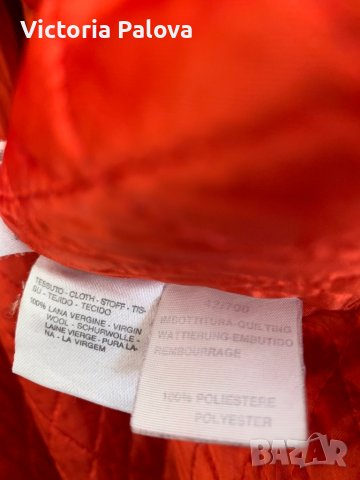 Victoria Palova
TESSUTO - CLOTH - STOFF - TIS-
SU - TEJIDO - TECIDO
100% LANA VERGINE - VIRGIN
WOOL - SCHURWOLLE -
LAINE VIERGE - PURA LA-
NA - LA VIRGEM
IMBOTTITURA-QUILTING
WATTIERUNG EMBUTIDO
REMBOURRAGE
100% POLIESTERE
POLYESTER
BAZAR